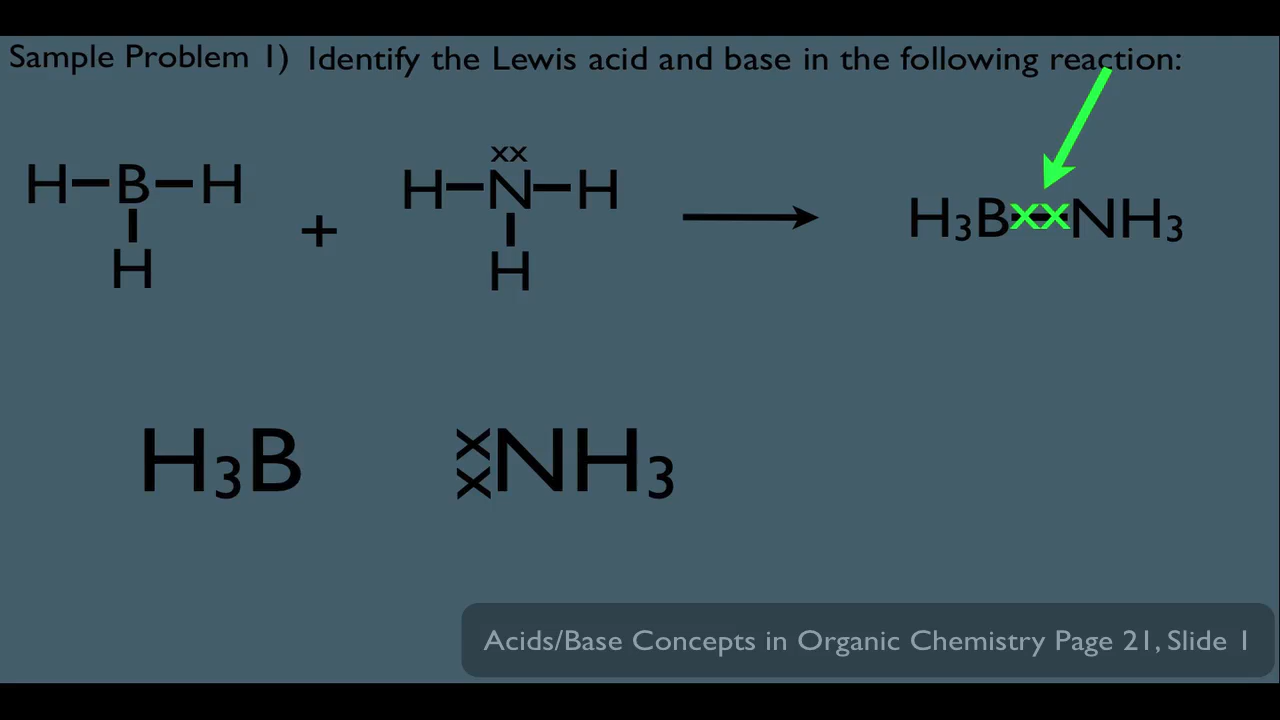 Sample Problem 1) Identify the Lewis acid and base in the following reaction:
xx
H—B—H H—N—H
+ H₃BxxNH₃
H H
H₃B xxNH₃
Acids/Base Concepts in Organic Chemistry Page 21, Slide 1